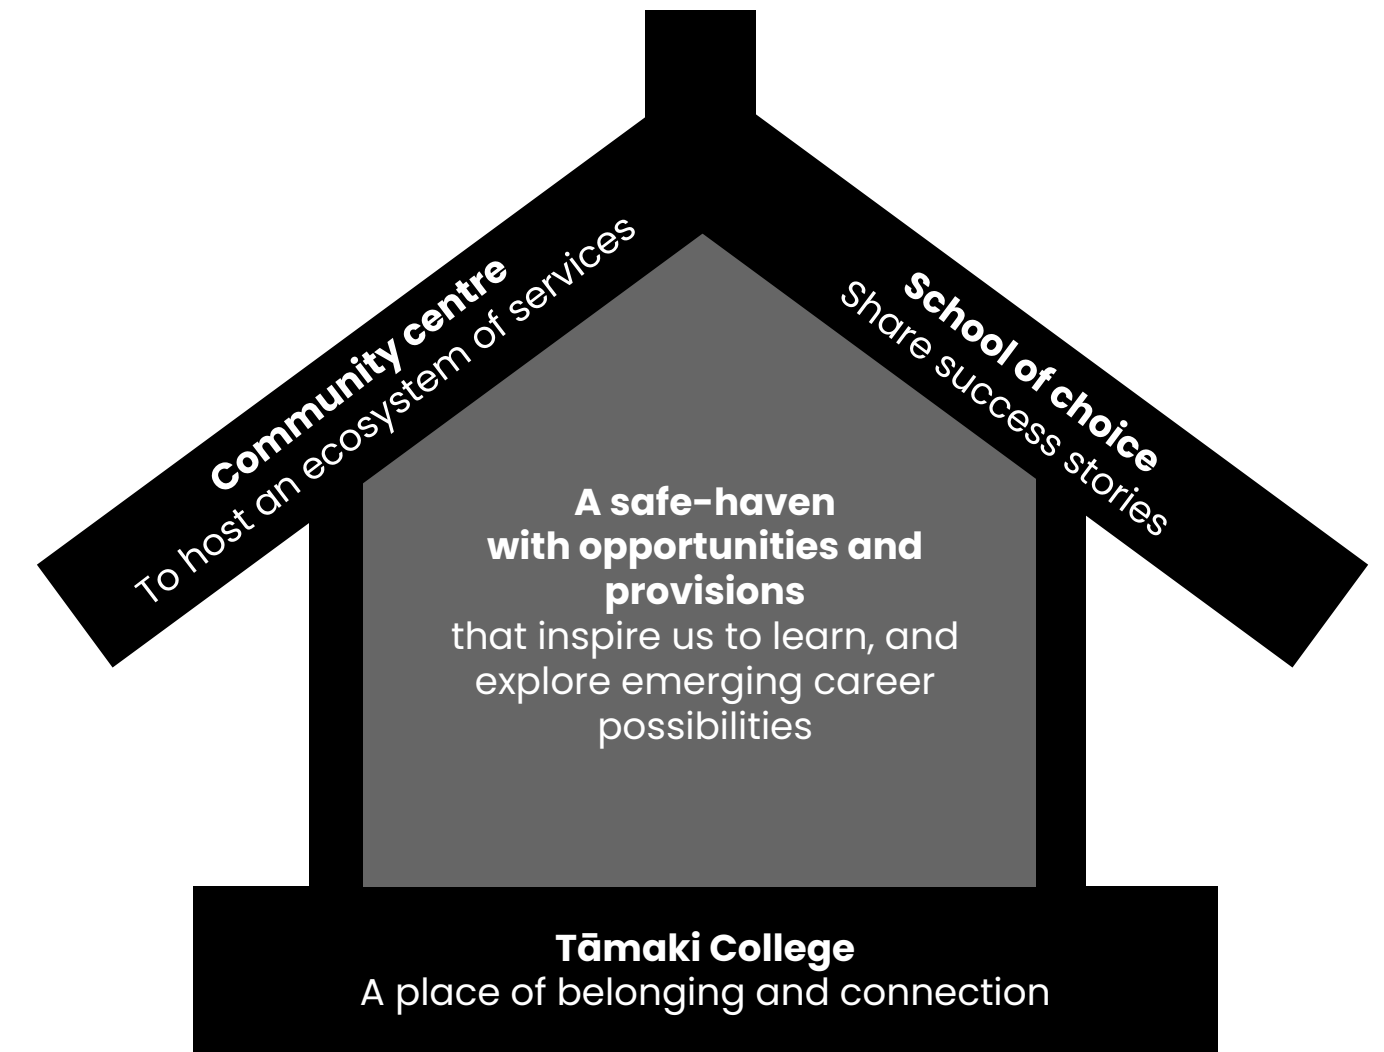 Community centre
To host an ecosystem of services
School of choice
Share success stories
A safe-haven
with opportunities and
provisions
that inspire us to learn, and
explore emerging career
possibilities
Tāmaki College
A place of belonging and connection